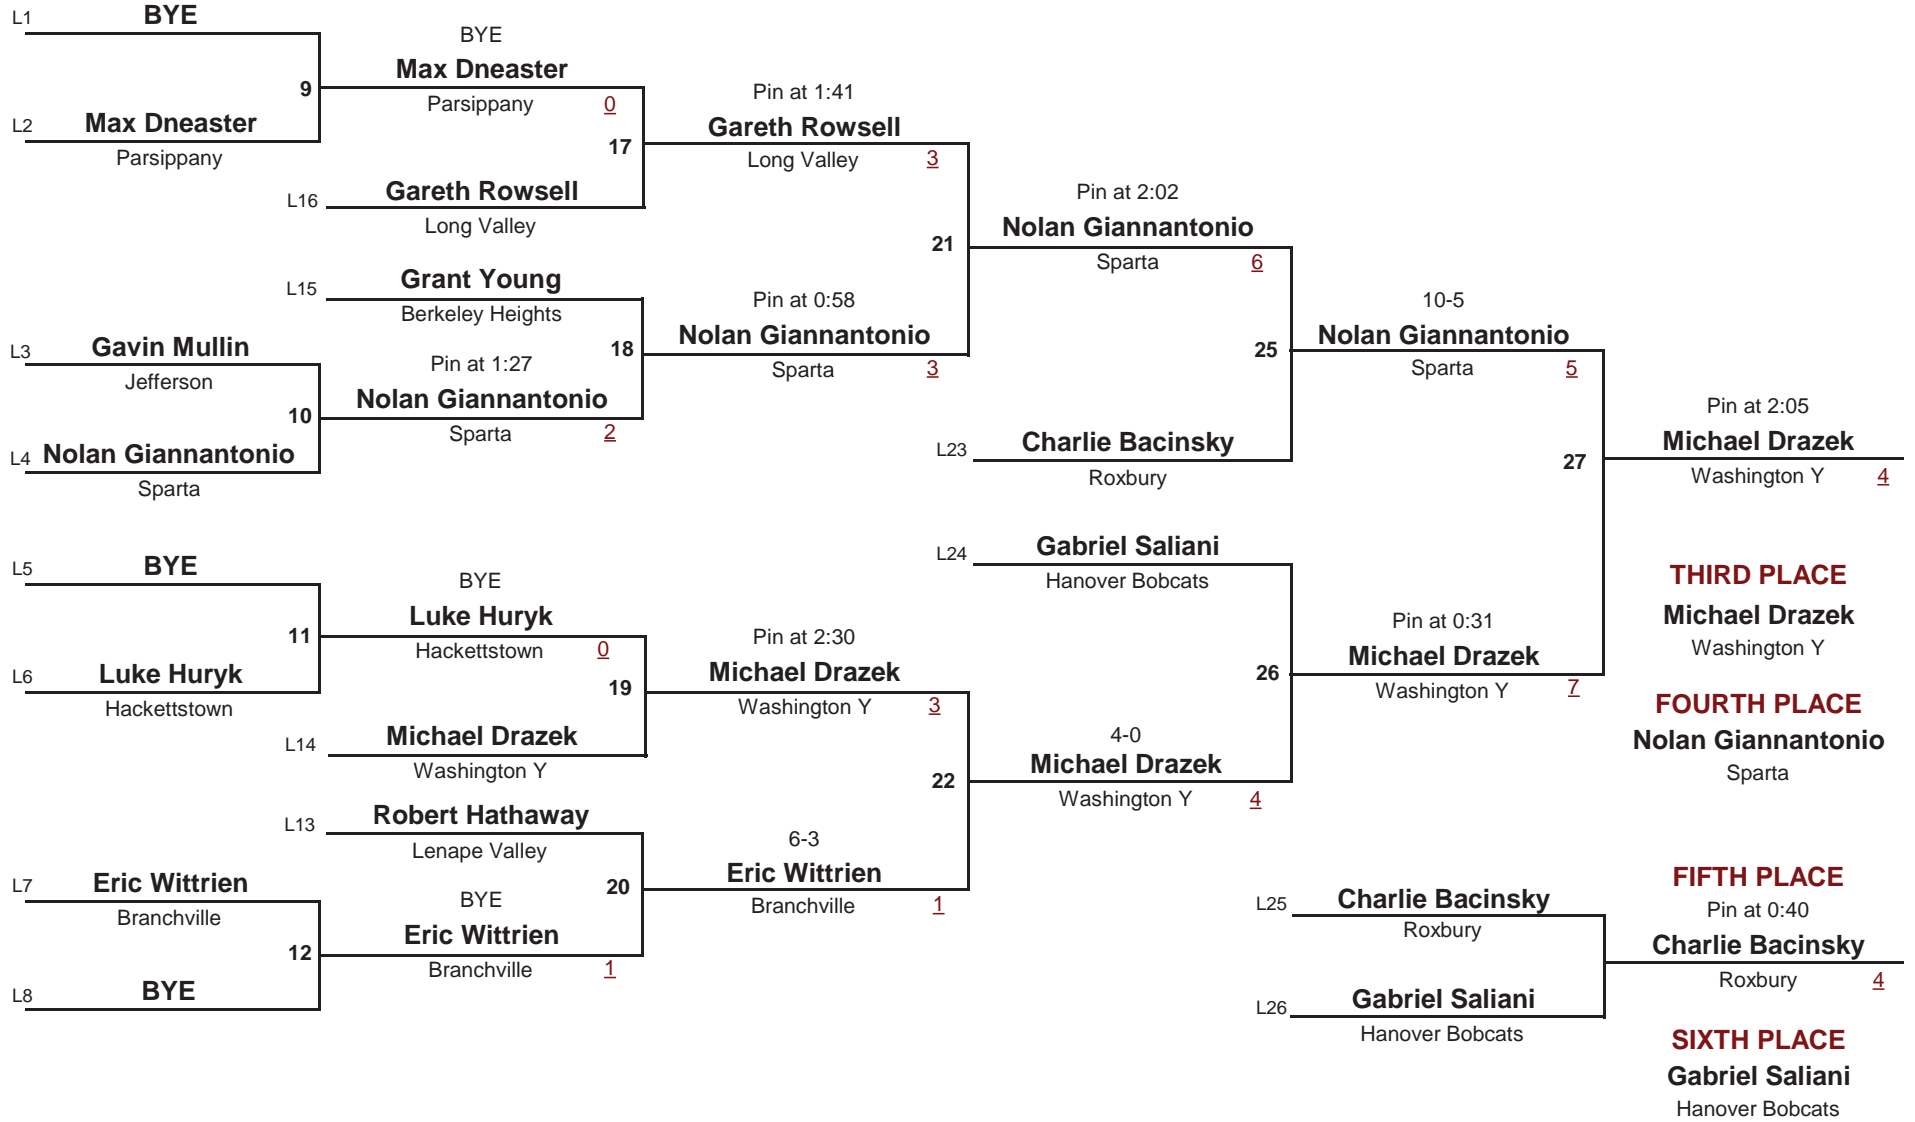 L1 BYE
9
L2 Max Dneaster
Parsippany
L3 Gavin Mullin
Jefferson
10
L4 Nolan Giannantonio
Sparta
L5 BYE
11
L6 Luke Huryk
Hackettstown
L7 Eric Wittrien
Branchville
12
L8 BYE
BYE
Max Dneaster
Parsippany 0
17
L16 Gareth Rowsell
Long Valley
L15 Grant Young
Berkeley Heights
18
Pin at 1:27
Nolan Giannantonio
Sparta 2
BYE
Luke Huryk
Hackettstown 0
19
L14 Michael Drazek
Washington Y
L13 Robert Hathaway
Lenape Valley
20
BYE
Eric Wittrien
Branchville 1
Pin at 1:41
Gareth Rowsell
Long Valley 3
21
Pin at 0:58
Nolan Giannantonio
Sparta 3
Pin at 2:30
Michael Drazek
Washington Y 3
22
6-3
Eric Wittrien
Branchville 1
Pin at 2:02
Nolan Giannantonio
Sparta 6
25
L23 Charlie Bacinsky
Roxbury
L24 Gabriel Saliani
Hanover Bobcats
26
4-0
Michael Drazek
Washington Y 4
10-5
Nolan Giannantonio
Sparta 5
27
Pin at 0:31
Michael Drazek
Washington Y 7
L25 Charlie Bacinsky
Roxbury
L26 Gabriel Saliani
Hanover Bobcats
Pin at 2:05
Michael Drazek
Washington Y 4
THIRD PLACE
Michael Drazek
Washington Y
FOURTH PLACE
Nolan Giannantonio
Sparta
FIFTH PLACE
Pin at 0:40
Charlie Bacinsky
Roxbury 4
SIXTH PLACE
Gabriel Saliani
Hanover Bobcats